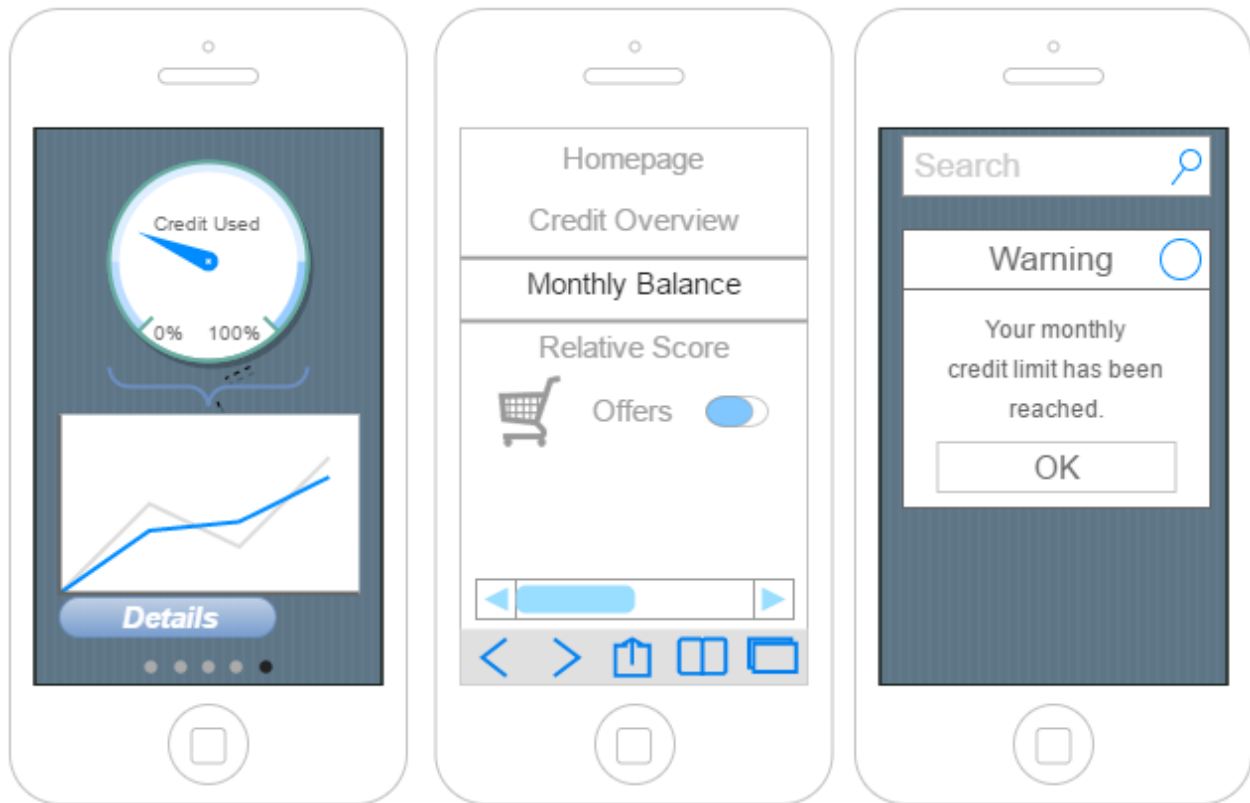 Credit Used
0% 100%
Details
Homepage
Credit Overview
Monthly Balance
Relative Score
Offers
Search
Warning
Your monthly
credit limit has been
reached.
OK